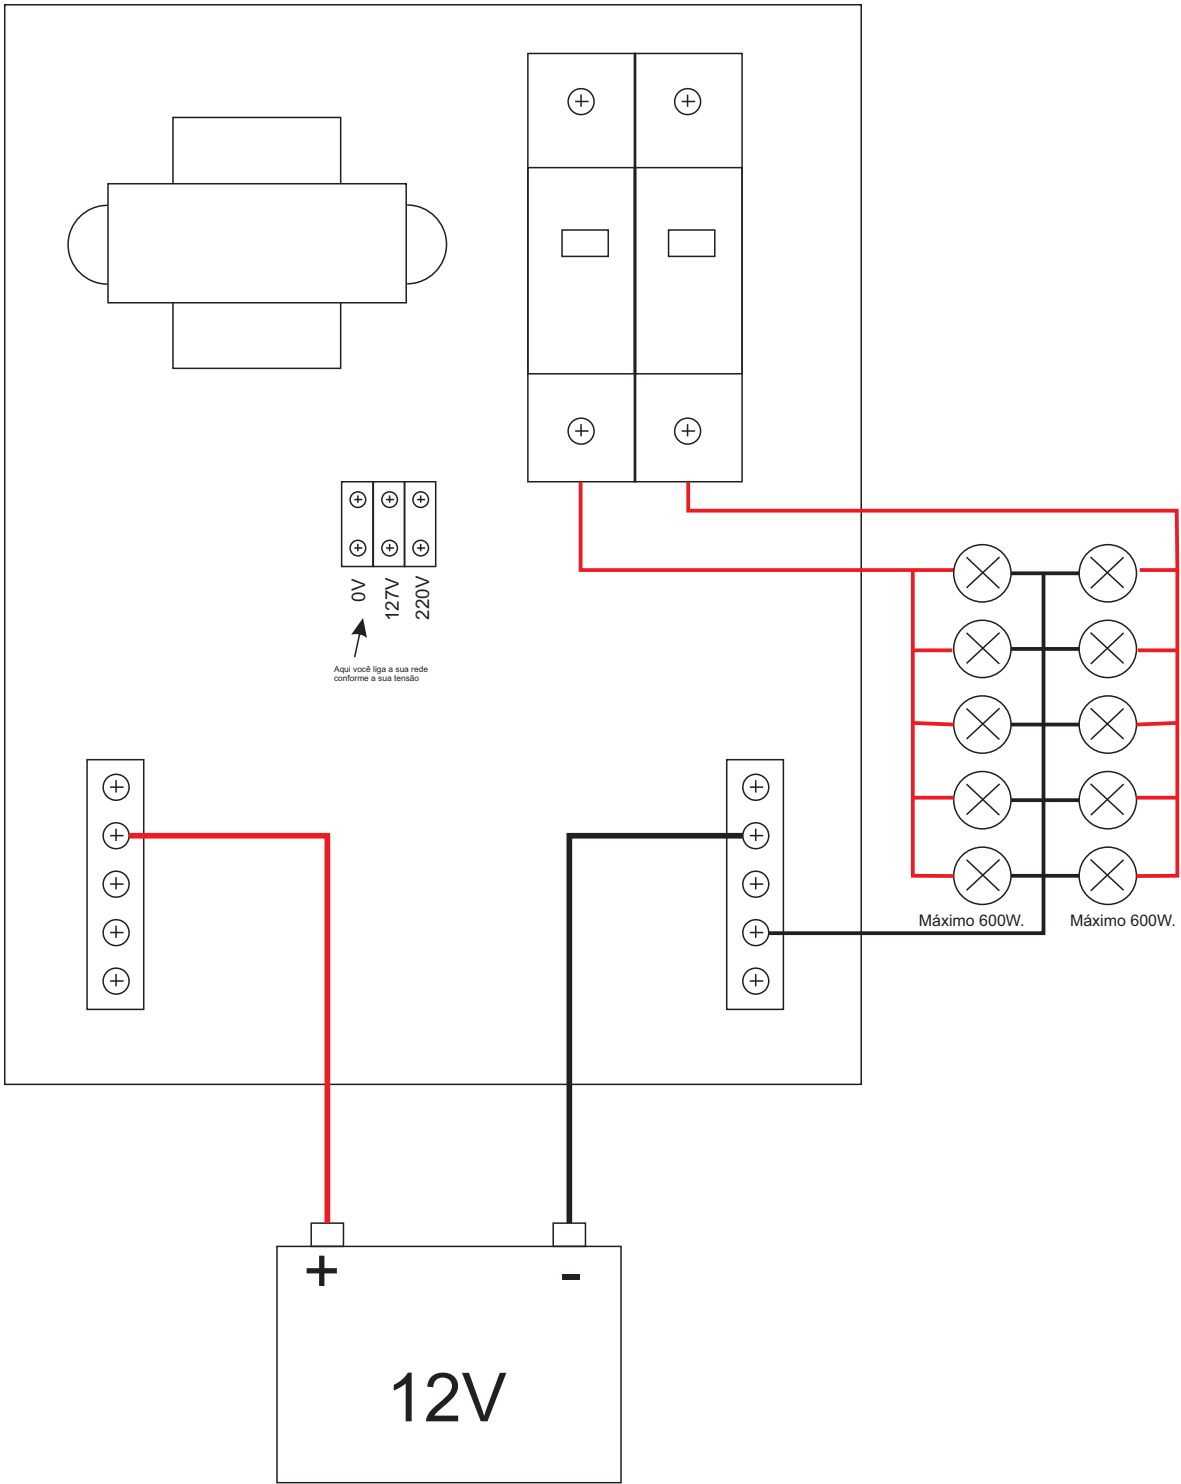 0V
127V
220V
Aqui você liga a sua rede
conforme a sua tensão
Máximo 600W.
Máximo 600W.
+
-
12V